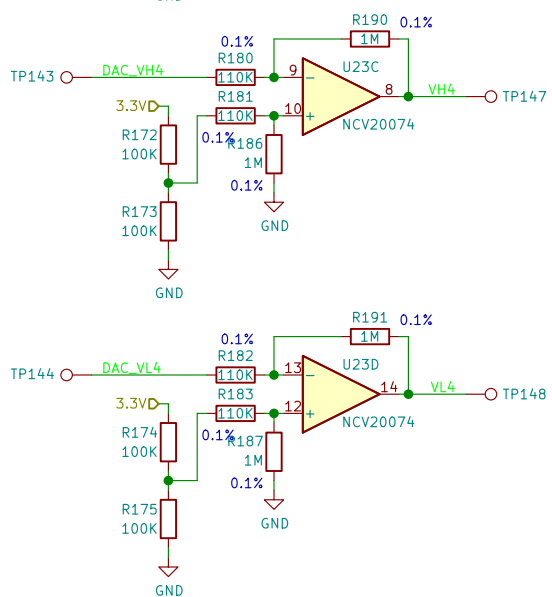 GND
R190
0.1%
1M
0.1%
R180
U23C
TP143
DAC_VH4
110K
9
-
8
VH4
TP147
R181
3.3V
110K
10
+
NCV20074
R172
100K
0.1%
R186
1M
0.1%
R173
100K
GND
GND
R191
0.1%
1M
0.1%
R182
U23D
TP144
DAC_VL4
110K
13
-
14
VL4
TP148
R183
3.3V
110K
12
+
NCV20074
R174
100K
0.1%
R187
1M
0.1%
R175
100K
GND
GND